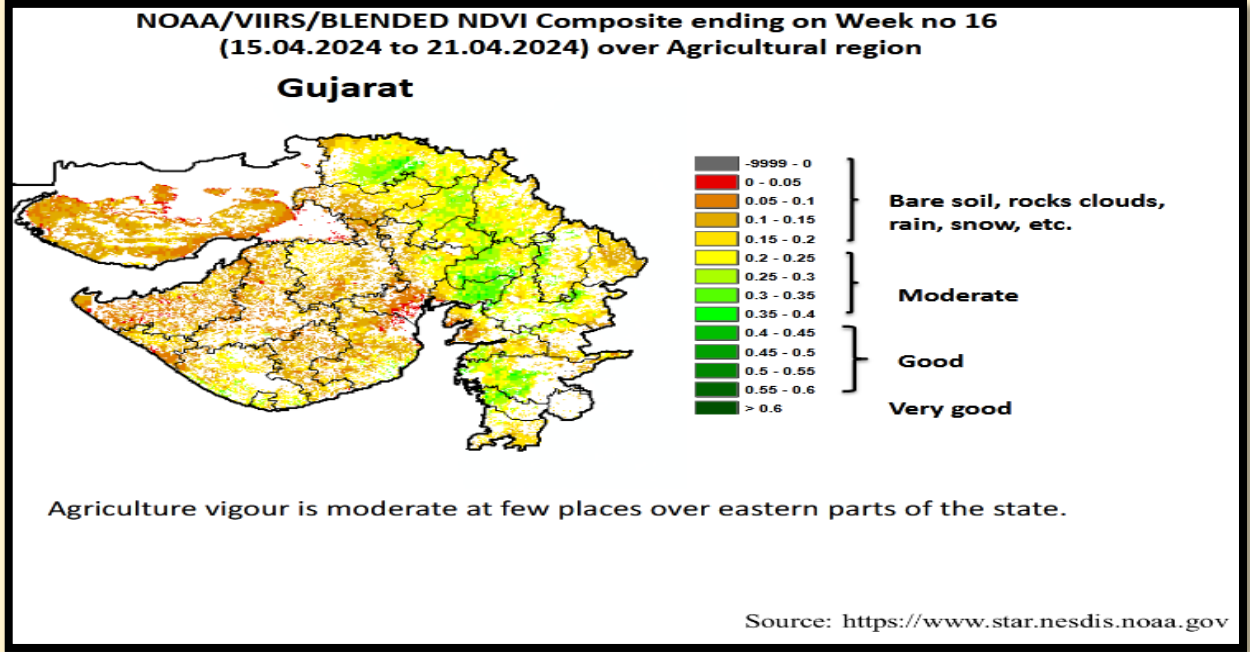 NOAA/VIIRS/BLENDED NDVI Composite ending on Week no 16
(15.04.2024 to 21.04.2024) over Agricultural region
Gujarat
-9999 - 0
0 - 0.05
0.05 - 0.1
0.1 - 0.15
0.15 - 0.2
0.2 - 0.25
0.25 - 0.3
0.3 - 0.35
0.35 - 0.4
0.4 - 0.45
0.45 - 0.5
0.5 - 0.55
0.55 - 0.6
> 0.6
Bare soil, rocks clouds,
rain, snow, etc.
Moderate
Good
Very good
Agriculture vigour is moderate at few places over eastern parts of the state.
Source: https://www.star.nesdis.noaa.gov